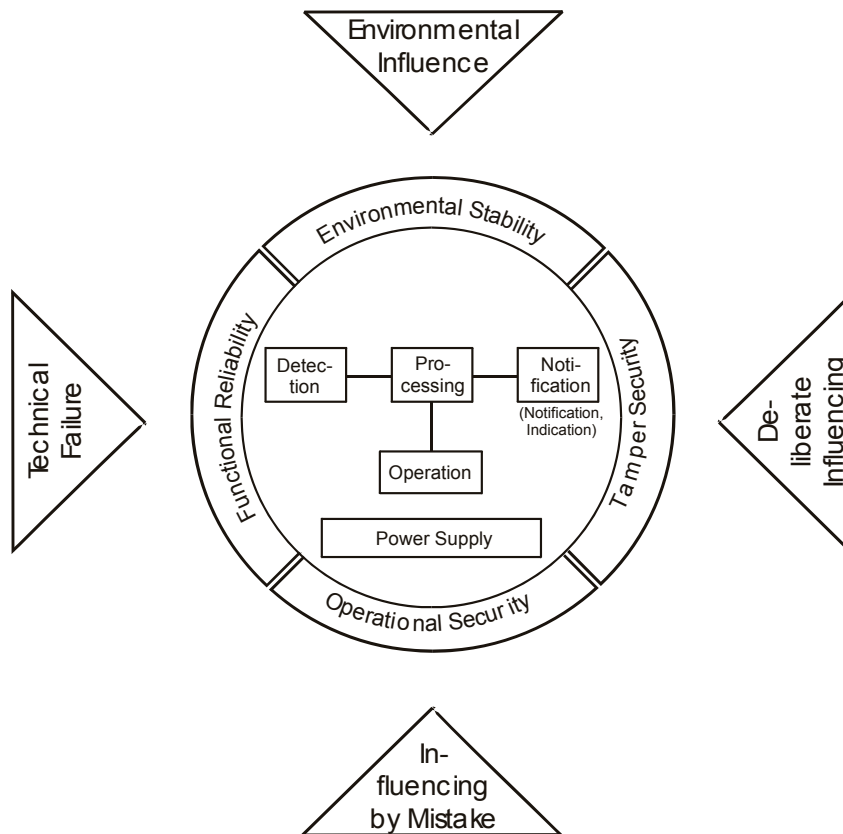 Environmental
Influence
Environmental Stability
Functional Reliability
Tamper Security
Technical
Failure
De-
liberate
Influencing
Detec-
tion
Pro-
cessing
Noti-
fication
(Notification,
Indication)
Operation
Power Supply
Operational Security
In-
fluencing
by Mistake